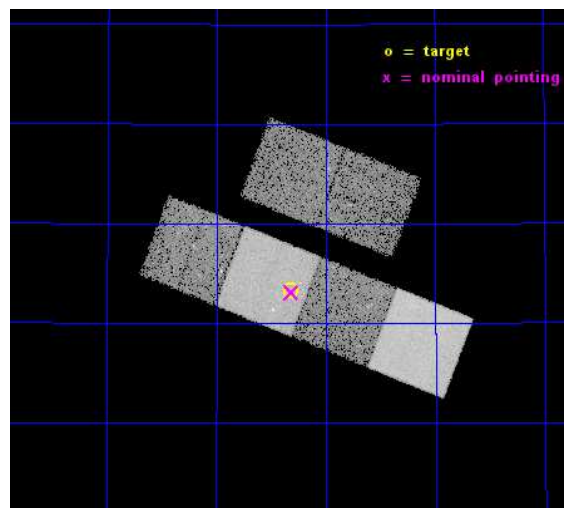 o = target
x = nominal pointing